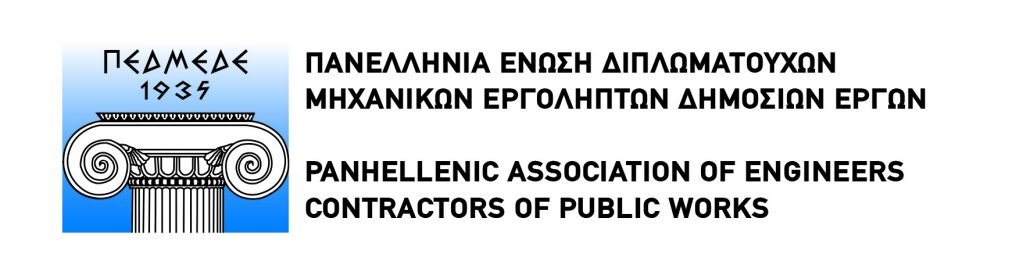 ΠΕΔΜΕΔΕ
1935
ΠΑΝΕΛΛΗΝΙΑ ΕΝΩΣΗ ΔΙΠΛΩΜΑΤΟΥΧΩΝ
ΜΗΧΑΝΙΚΩΝ ΕΡΓΟΛΗΠΤΩΝ ΔΗΜΟΣΙΩΝ ΕΡΓΩΝ
PANHELLENIC ASSOCIATION OF ENGINEERS
CONTRACTORS OF PUBLIC WORKS